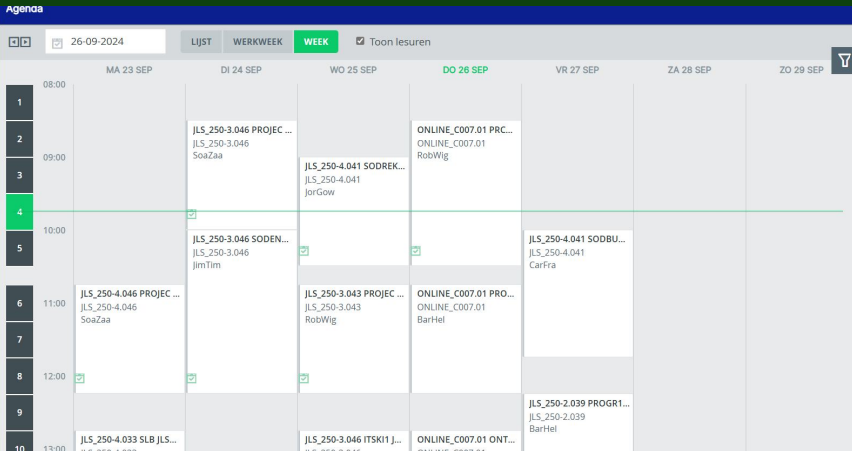 Agenda
26-09-2024
LIJST WERKWEEK WEEK Toon lesuren
MA 23 SEP DI 24 SEP WO 25 SEP DO 26 SEP VR 27 SEP ZA 28 SEP ZO 29 SEP
08:00
1
2
09:00
3
4
10:00
5
6
11:00
7
8
12:00
9
10
13:00
JLS_250-4.046 PROJEC ...
JLS_250-4.046
SoaZaa
JLS_250-4.033 SLB JLS...
JLS_250-3.046 PROJEC ...
JLS_250-3.046
SoaZaa
JLS_250-3.046 SODEN...
JLS_250-3.046
JimTim
JLS_250-4.041 SODREK...
JLS_250-4.041
JorGow
JLS_250-3.043 PROJEC ...
JLS_250-3.043
RobWig
JLS_250-3.046 ITSKI1 J...
ONLINE_C007.01 PRC...
ONLINE_C007.01
RobWig
ONLINE_C007.01 PRO...
ONLINE_C007.01
BarHel
ONLINE_C007.01 ONT...
JLS_250-4.041 SODBU...
JLS_250-4.041
CarFra
JLS_250-2.039 PROGR1...
JLS_250-2.039
BarHel